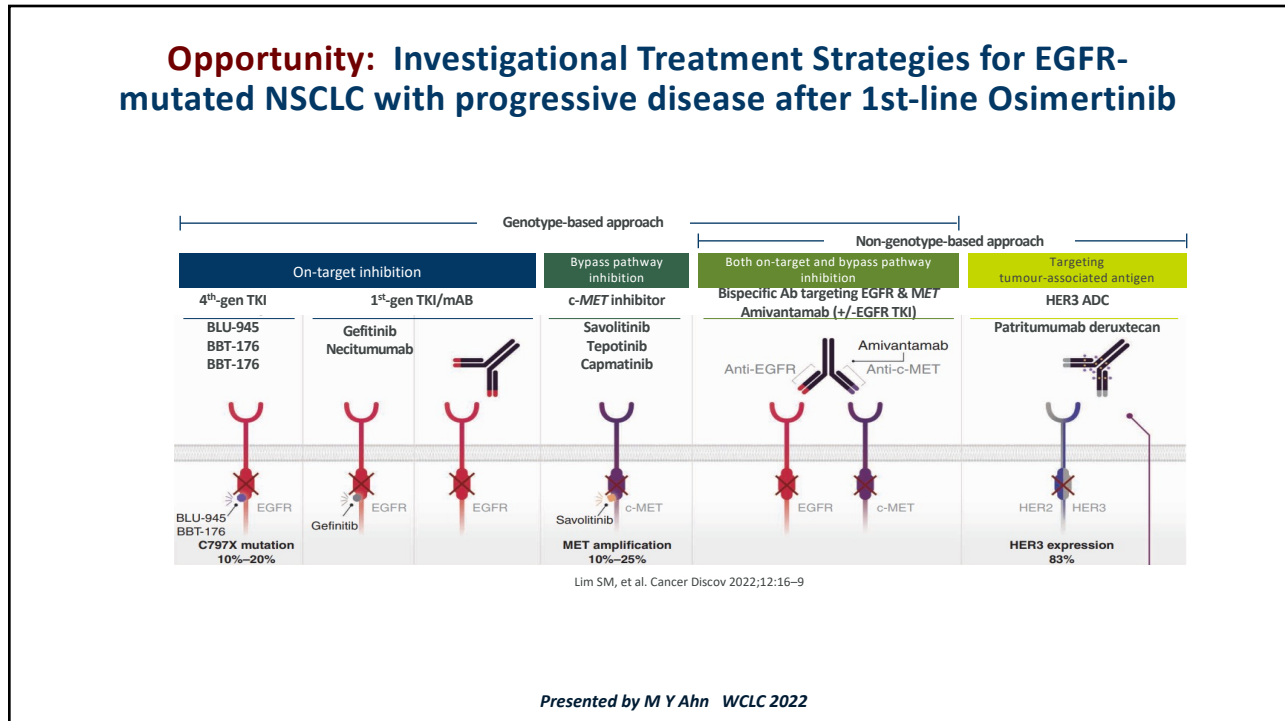 Opportunity: Investigational Treatment Strategies for EGFR-
mutated NSCLC with progressive disease after 1st-line Osimertinib
Genotype-based approach
Non-genotype-based approach
On-target inhibition
Bypass pathway
inhibition
Both on-target and bypass pathway
inhibition
Targeting
tumour-associated antigen
4th-gen TKI
1st-gen TKI/mAB
c-MET inhibitor
Bispecific Ab targeting EGFR & MET
Amivantamab (+/-EGFR TKI)
HER3 ADC
BLU-945
BBT-176
BBT-176
Gefitinib
Necitumumab
Savolitinib
Tepotinib
Capmatinib
Amivantamab
Anti-EGFR
Anti-c-MET
Patritumumab deruxtecan
EGFR
BLU-945
BBT-176
C797X mutation
10%–20%
EGFR
Gefinitib
EGFR
c-MET
Savolitinib
MET amplification
10%–25%
EGFR
c-MET
HER2
HER3
HER3 expression
83%
Lim SM, et al. Cancer Discov 2022;12:16–9
Presented by M Y Ahn WCLC 2022